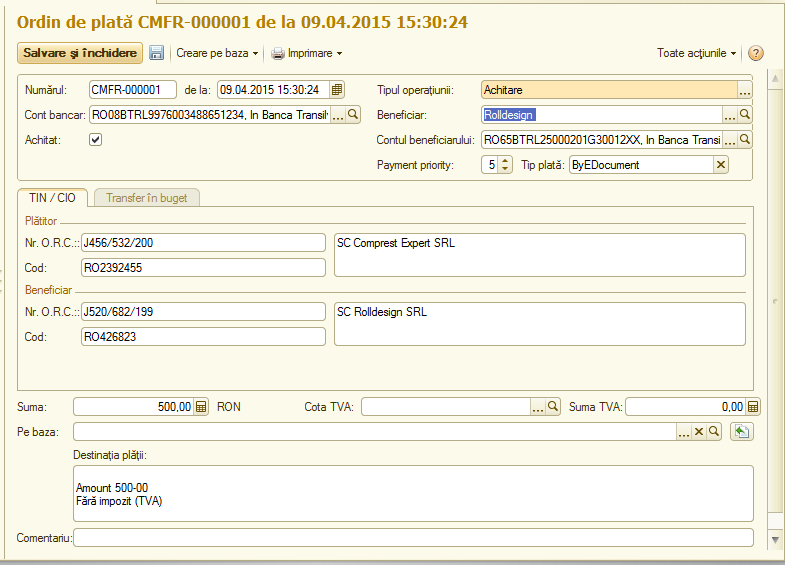 Ordin de plată CMFR-000001 de la 09.04.2015 15:30:24
Salvare și închidere Creare pe baza Imprimare Toate acțiunile ?
Numărul: CMFR-000001 de la: 09.04.2015 15:30:24 Tipul operațiunii: Achitare ...
Cont bancar: RO08BTRL9976003488651234, In Banca Transil ... Beneficiar: Rolldesign ...
Achitat: Contul beneficiarului: RO65BTRL25000201G30012XX, In Banca Transi ...
Payment priority: 5 Tip plată: ByEDocument
TIN / CIO Transfer în buget
Plătitor
Nr. O.R.C.:: J456/532/200 SC Comprest Expert SRL
Cod: RO2392455
Beneficiar
Nr. O.R.C.:: J520/682/199 SC Rolldesign SRL
Cod: RO426823
Suma: 500,00 RON Cota TVA: ... Suma TVA: 0,00
Pe baza: ...
Destinația plății:
Amount 500-00
Fără impozit (TVA)
Comentariu: